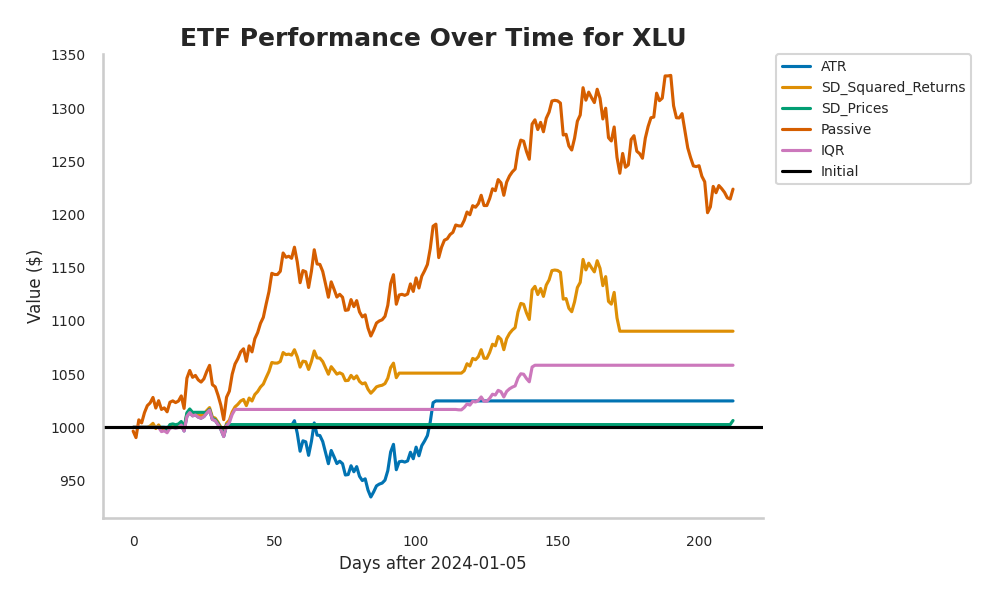 ETF Performance Over Time for XLU
1350
1300
1250
1200
1150
1100
1050
1000
950
Value ($)
0
50
100
150
200
Days after 2024-01-05
ATR
SD_Squared_Returns
SD_Prices
Passive
IQR
Initial